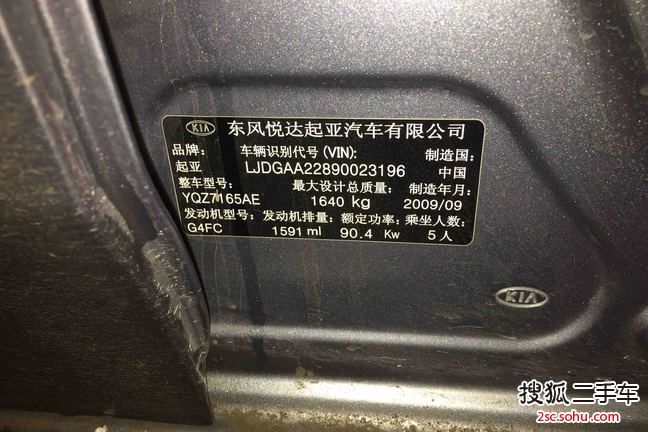 KIA 东风悦达起亚汽车有限公司
品牌: 车辆识别代号(VIN): 制造国:
起亚 LJDGAA22890023196 中国
整车型号: 最大设计总质量: 制造年月:
YQZ7165AE 1640 kg 2009/09
发动机型号: 发动机排量: 额定功率: 乘坐人数:
G4FC 1591 ml 90.4 Kw 5人
KIA
搜狐二手车
2sc.sohu.com